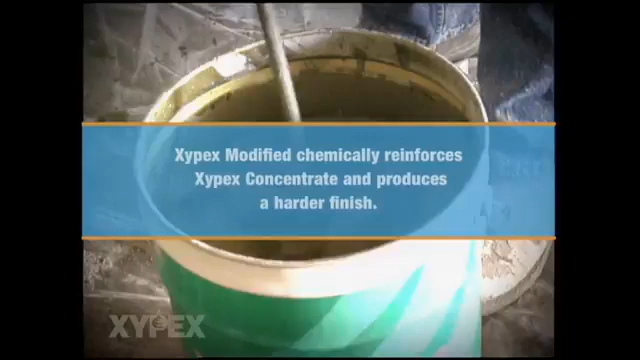 Xypex Modified chemically reinforces
Xypex Concentrate and produces
a harder finish.
XYPEX